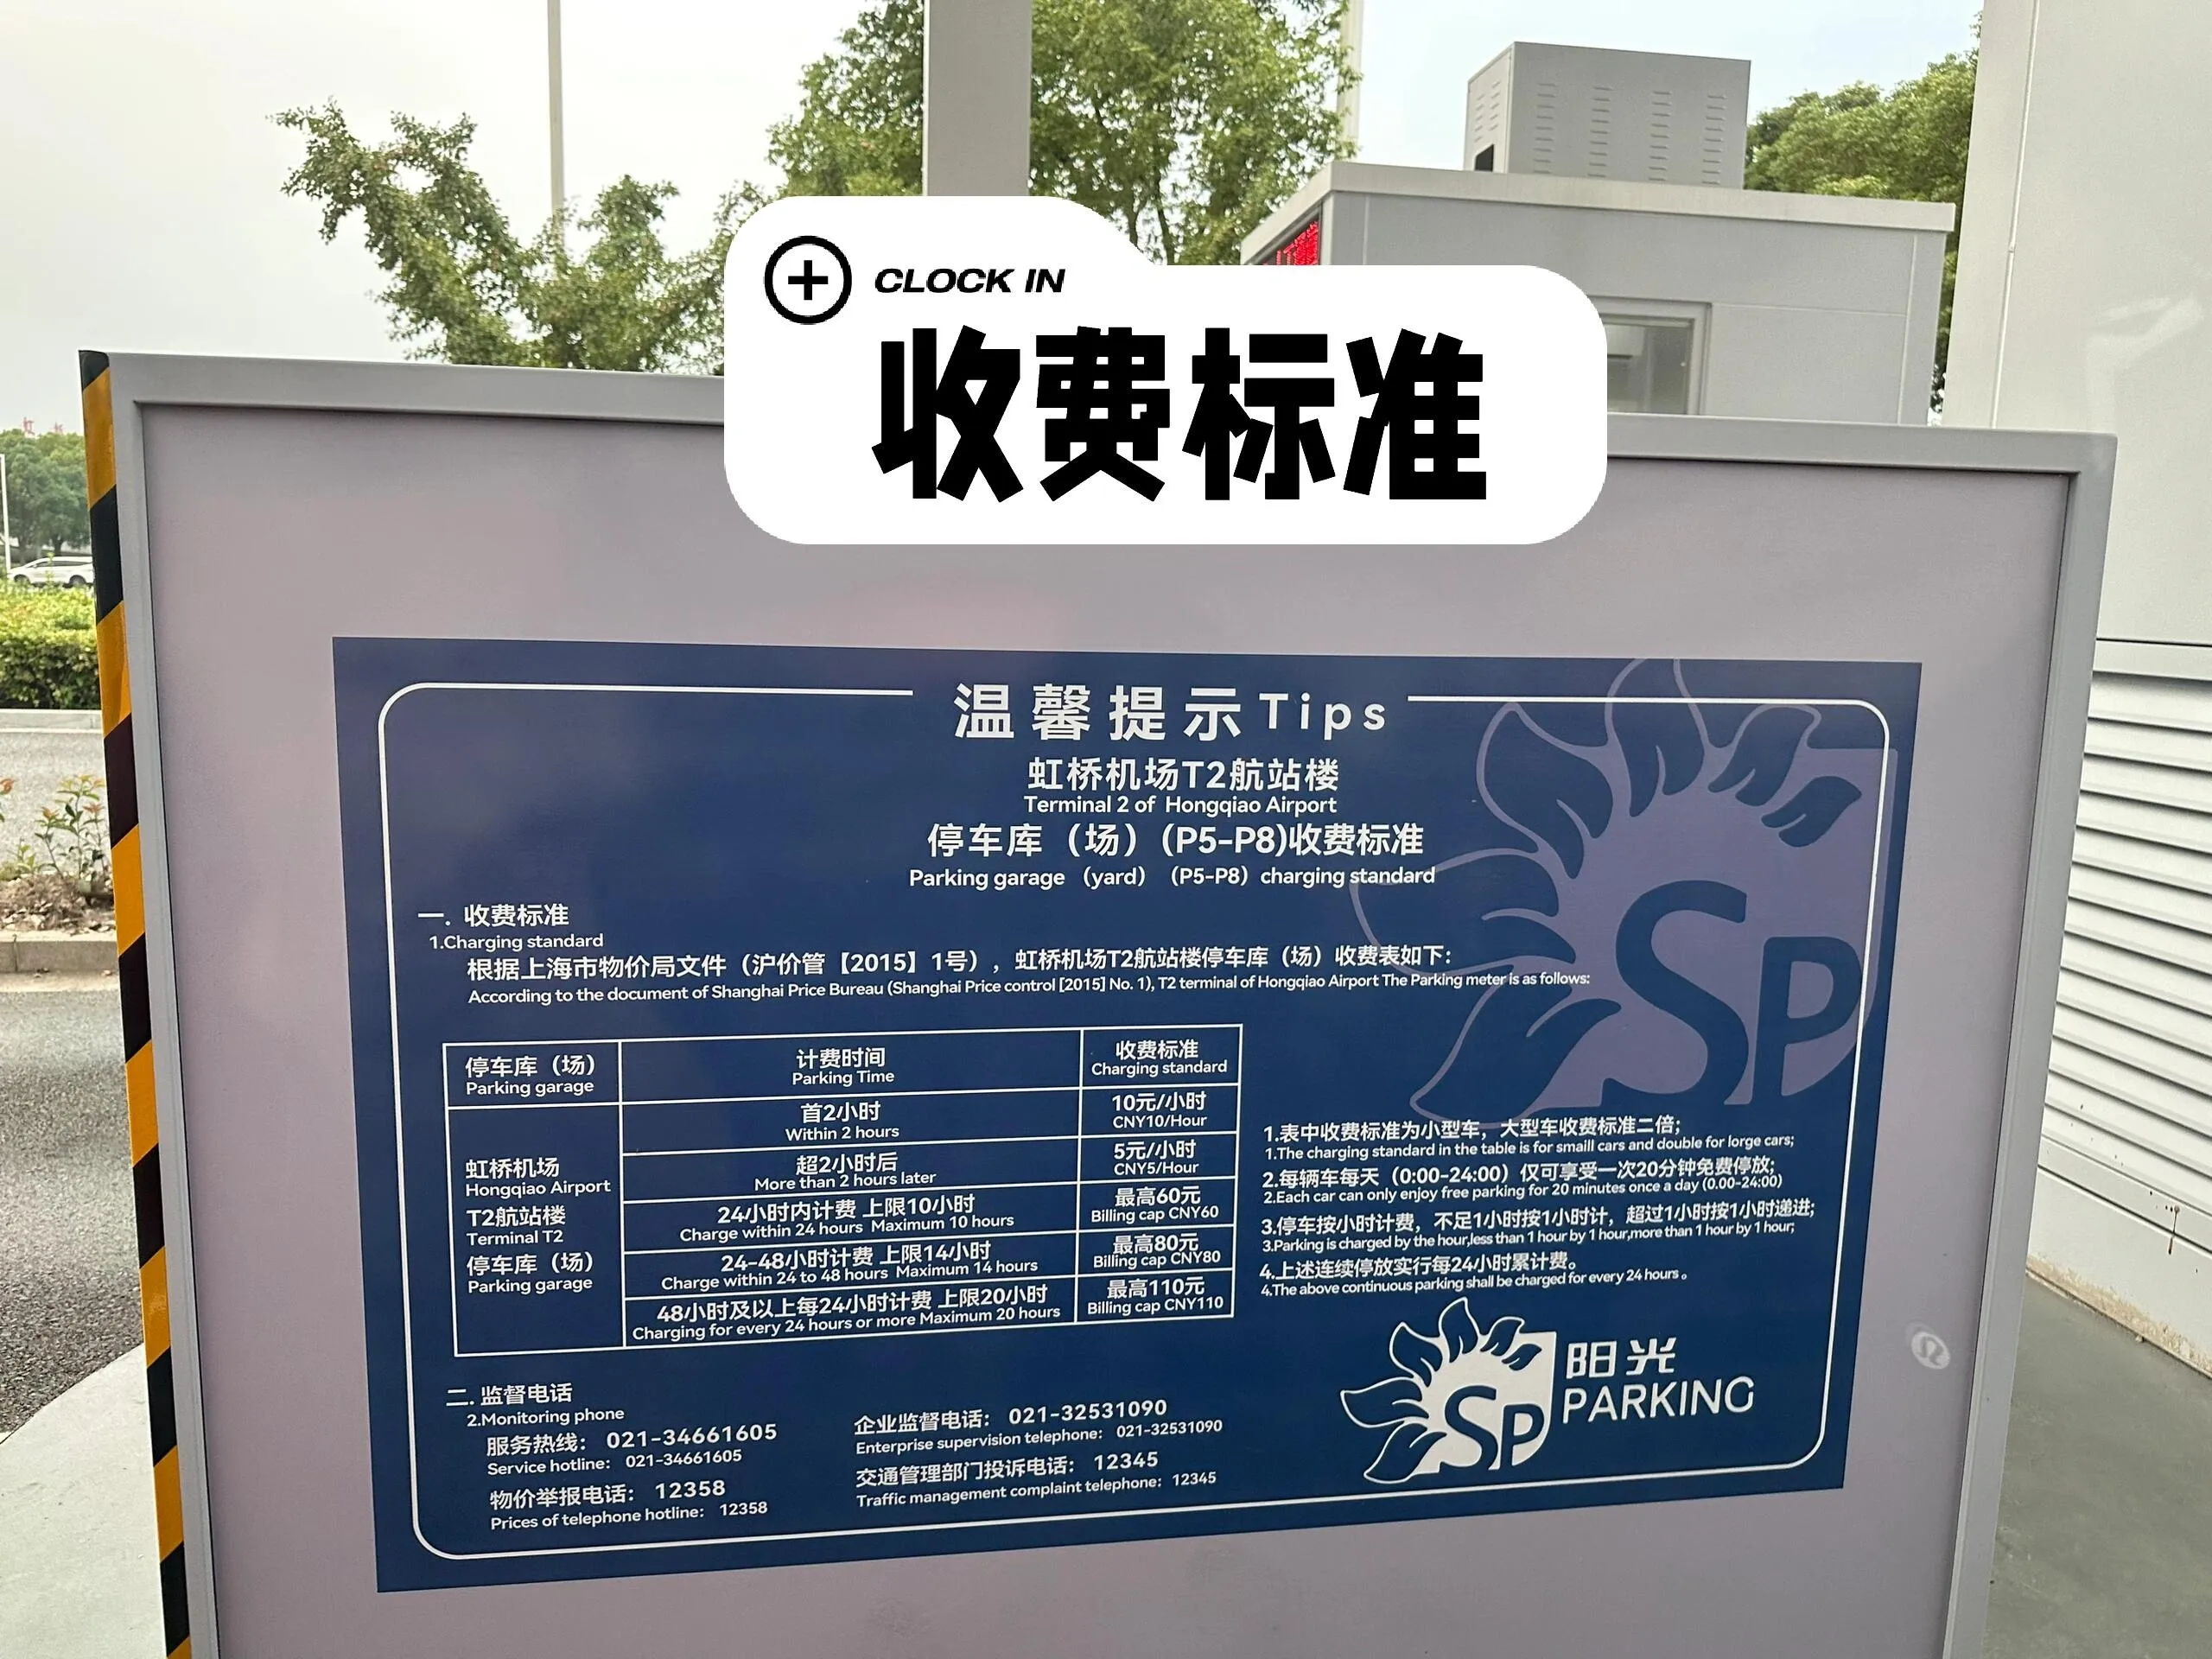 CLOCK IN
收费标准
温馨提示Tips
虹桥机场T2航站楼
Terminal 2 of Hongqiao Airport
停车库（场）(P5-P8)收费标准
Parking garage （yard）（P5-P8）charging standard
一. 收费标准
1.Charging standard
根据上海市物价局文件（沪价管【2015】1号），虹桥机场T2航站楼停车库（场）收费表如下：
According to the document of Shanghai Price Bureau (Shanghai Price control [2015] No. 1), T2 terminal of Hongqiao Airport The Parking meter is as follows:
停车库（场）
Parking garage
计费时间
Parking Time
收费标准
Charging standard
虹桥机场
Hongqiao Airport
T2航站楼
Terminal T2
停车库（场）
Parking garage
首2小时
Within 2 hours
10元/小时
CNY10/Hour
超2小时后
More than 2 hours later
5元/小时
CNY5/Hour
24小时内计费 上限10小时
Charge within 24 hours Maximum 10 hours
最高60元
Billing cap CNY60
24-48小时计费 上限14小时
Charge within 24 to 48 hours Maximum 14 hours
最高80元
Billing cap CNY80
48小时及以上每24小时计费 上限20小时
Charging for every 24 hours or more Maximum 20 hours
最高110元
Billing cap CNY110
1.表中收费标准为小型车，大型车收费标准二倍；
1.The charging standard in the table is for smaill cars and double for lorge cars;
2.每辆车每天（0:00-24:00）仅可享受一次20分钟免费停放；
2.Each car can only enjoy free parking for 20 minutes once a day (0.00-24:00)
3.停车按小时计费，不足1小时按1小时计，超过1小时按1小时递进；
3.Parking is charged by the hour,less than 1 hour by 1 hour,more than 1 hour by 1 hour;
4.上述连续停放实行每24小时累计费。
4.The above continuous parking shall be charged for every 24 hours 。
SP
二. 监督电话
2.Monitoring phone
服务热线： 021-34661605
Service hotline： 021-34661605
物价举报电话： 12358
Prices of telephone hotline： 12358
企业监督电话： 021-32531090
Enterprise supervision telephone： 021-32531090
交通管理部门投诉电话： 12345
Traffic management complaint telephone： 12345
SP
阳光
PARKING